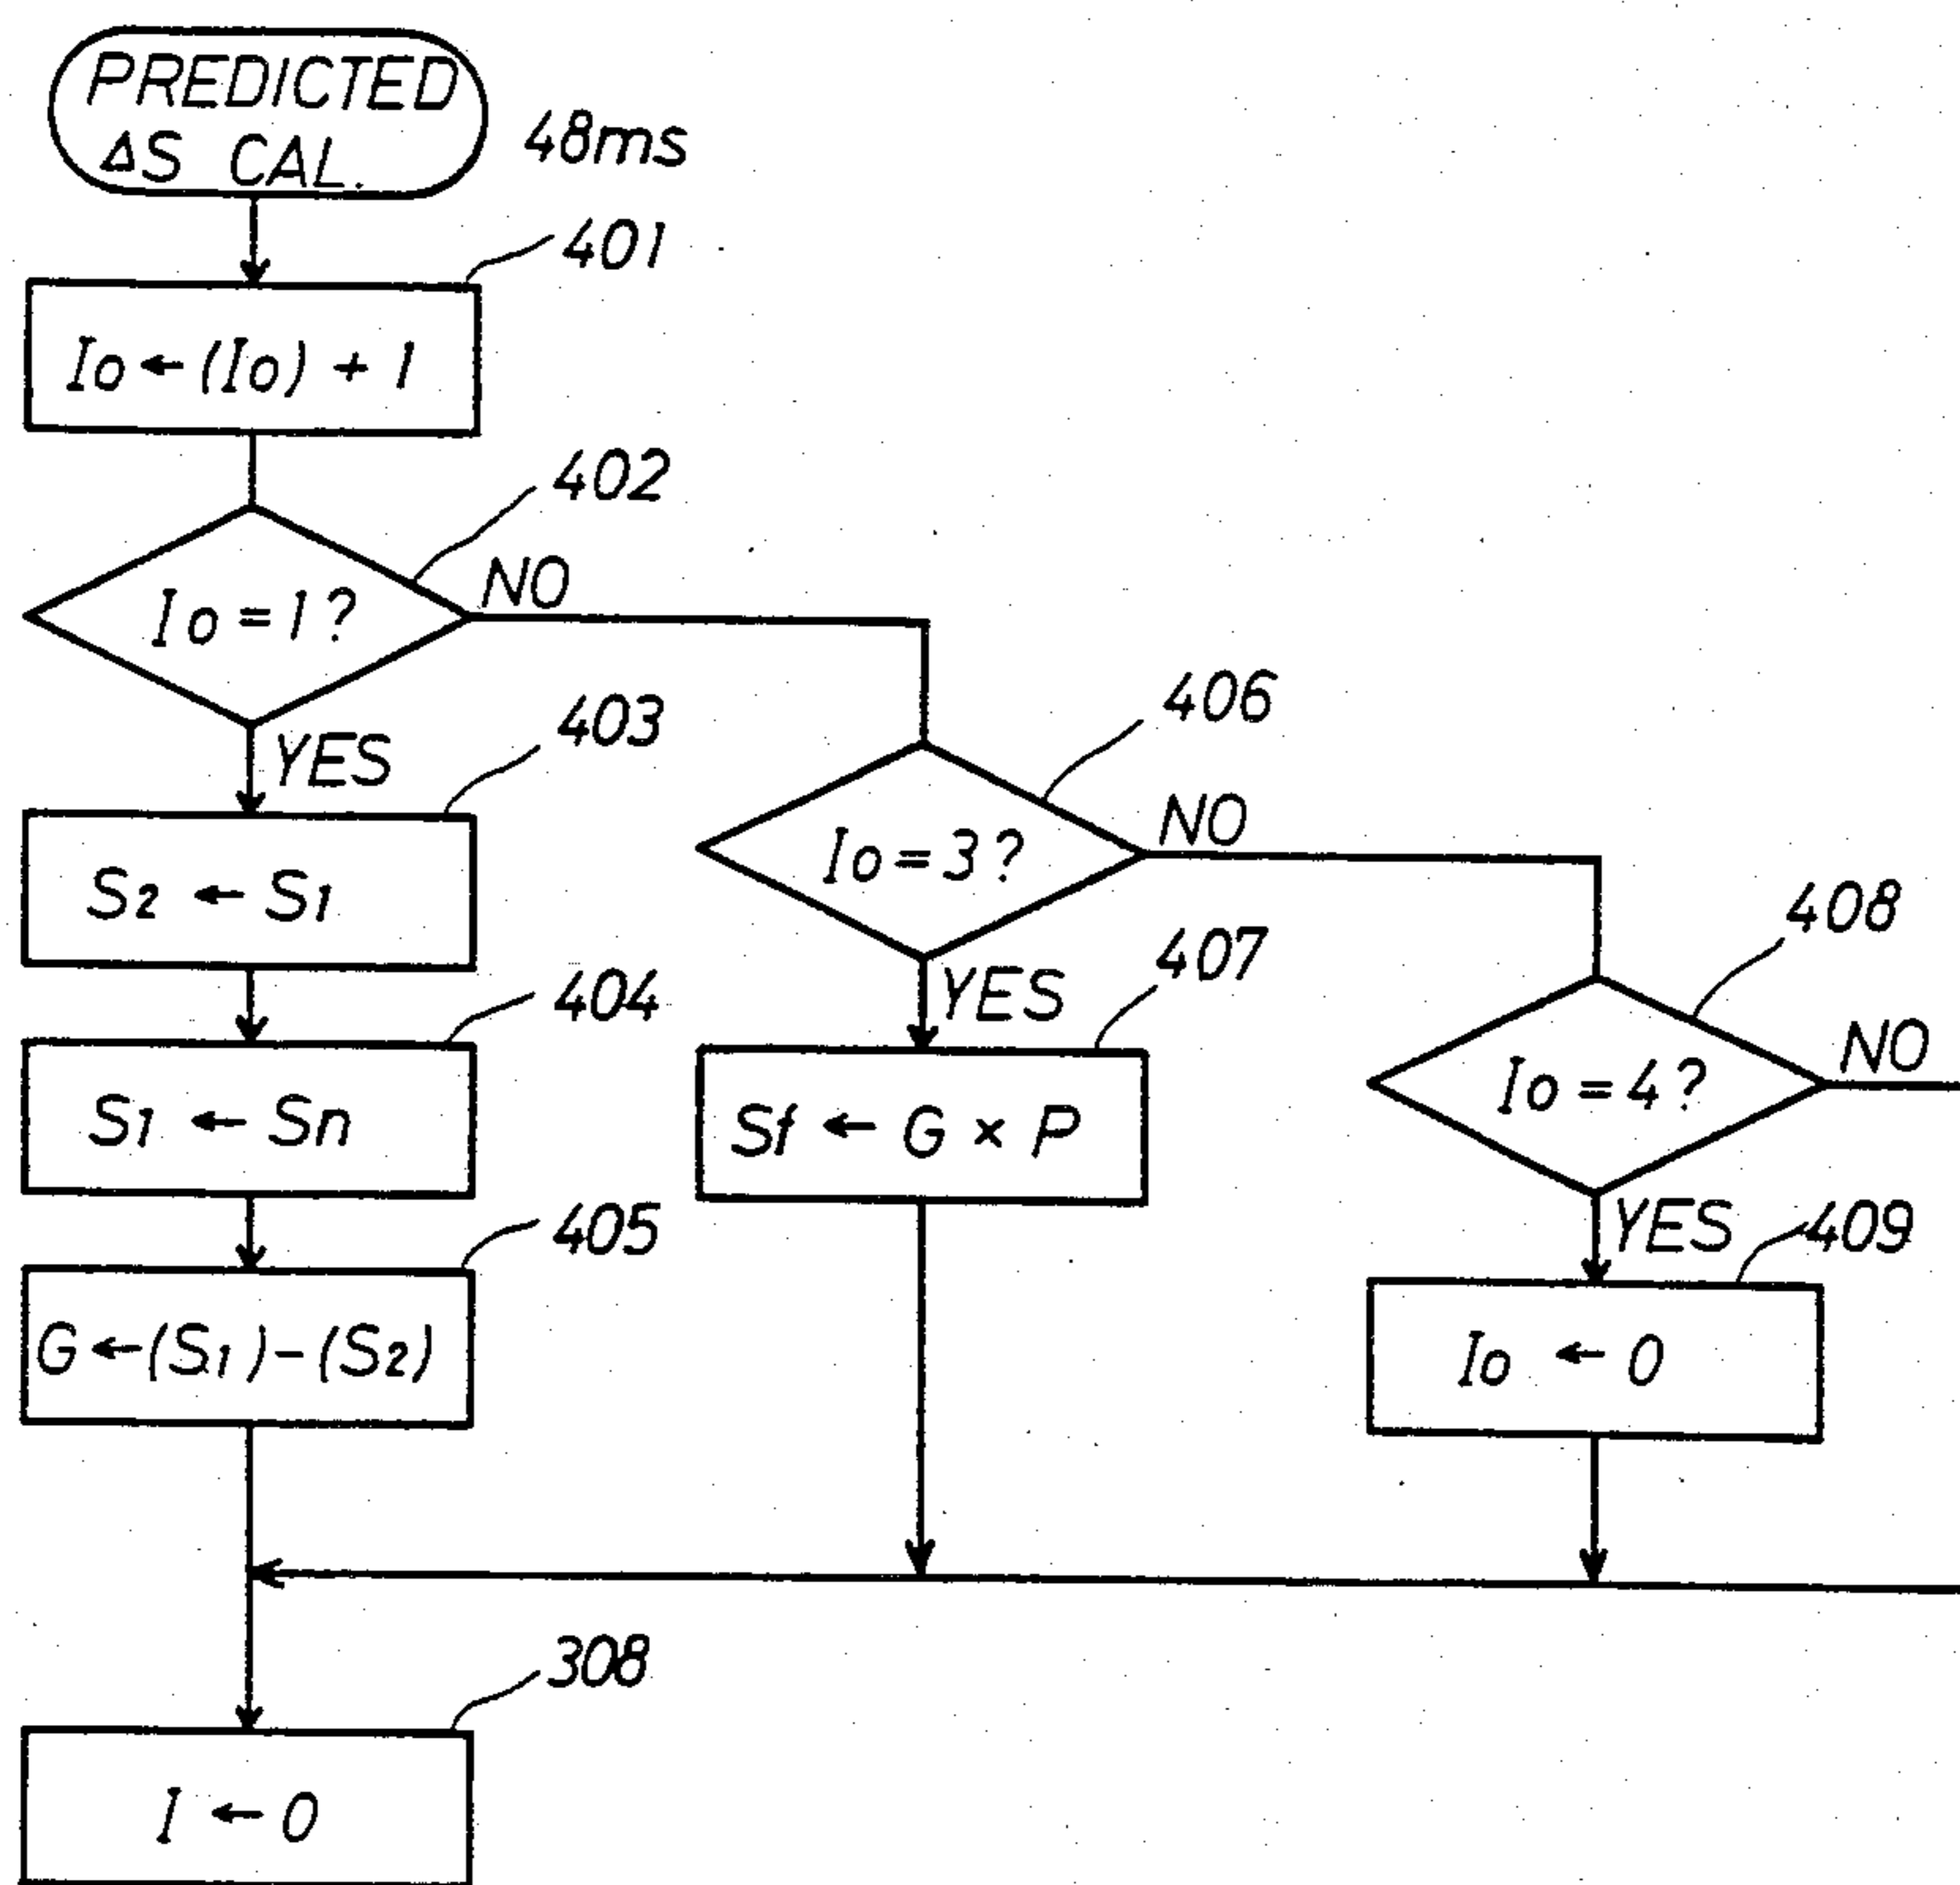 PREDICTED
ΔS CAL.
48ms
401
Io ← (Io) + 1
402
Io = 1 ?
NO
YES
403
S2 ← S1
404
S1 ← Sn
405
G ← (S1) - (S2)
406
Io = 3 ?
NO
YES
407
Sf ← G × P
408
Io = 4 ?
NO
YES
409
Io ← 0
308
I ← 0